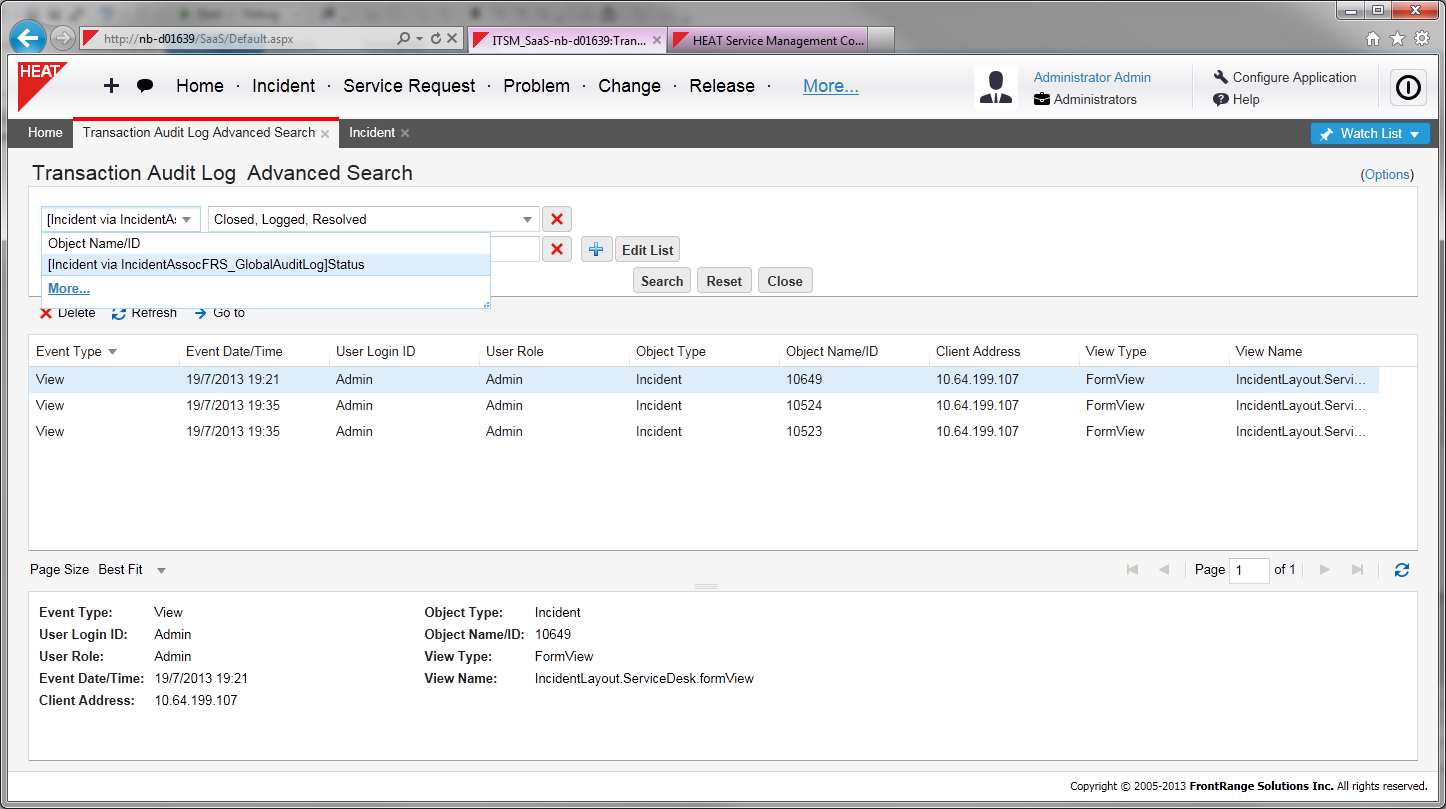 http://nb-d01639/SaaS/Default.aspx
ITSM_SaaS-nb-d01639:Tran...
HEAT Service Management Co...
HEAT
Home · Incident · Service Request · Problem · Change · Release · More...
Administrator Admin
Administrators
Configure Application
Help
Home
Transaction Audit Log Advanced Search
Incident
Watch List
Transaction Audit Log Advanced Search
(Options)
[Incident via IncidentAs
Closed, Logged, Resolved
Object Name/ID
[Incident via IncidentAssocFRS_GlobalAuditLog]Status
More...
Edit List
Search Reset Close
Delete Refresh Go to
Event Type Event Date/Time User Login ID User Role Object Type Object Name/ID Client Address View Type View Name
View 19/7/2013 19:21 Admin Admin Incident 10649 10.64.199.107 FormView IncidentLayout.Servi...
View 19/7/2013 19:35 Admin Admin Incident 10524 10.64.199.107 FormView IncidentLayout.Servi...
View 19/7/2013 19:35 Admin Admin Incident 10523 10.64.199.107 FormView IncidentLayout.Servi...
Page Size Best Fit
Page 1 of 1
Event Type: View
User Login ID: Admin
User Role: Admin
Event Date/Time: 19/7/2013 19:21
Client Address: 10.64.199.107
Object Type: Incident
Object Name/ID: 10649
View Type: FormView
View Name: IncidentLayout.ServiceDesk.formView
Copyright © 2005-2013 FrontRange Solutions Inc. All rights reserved.